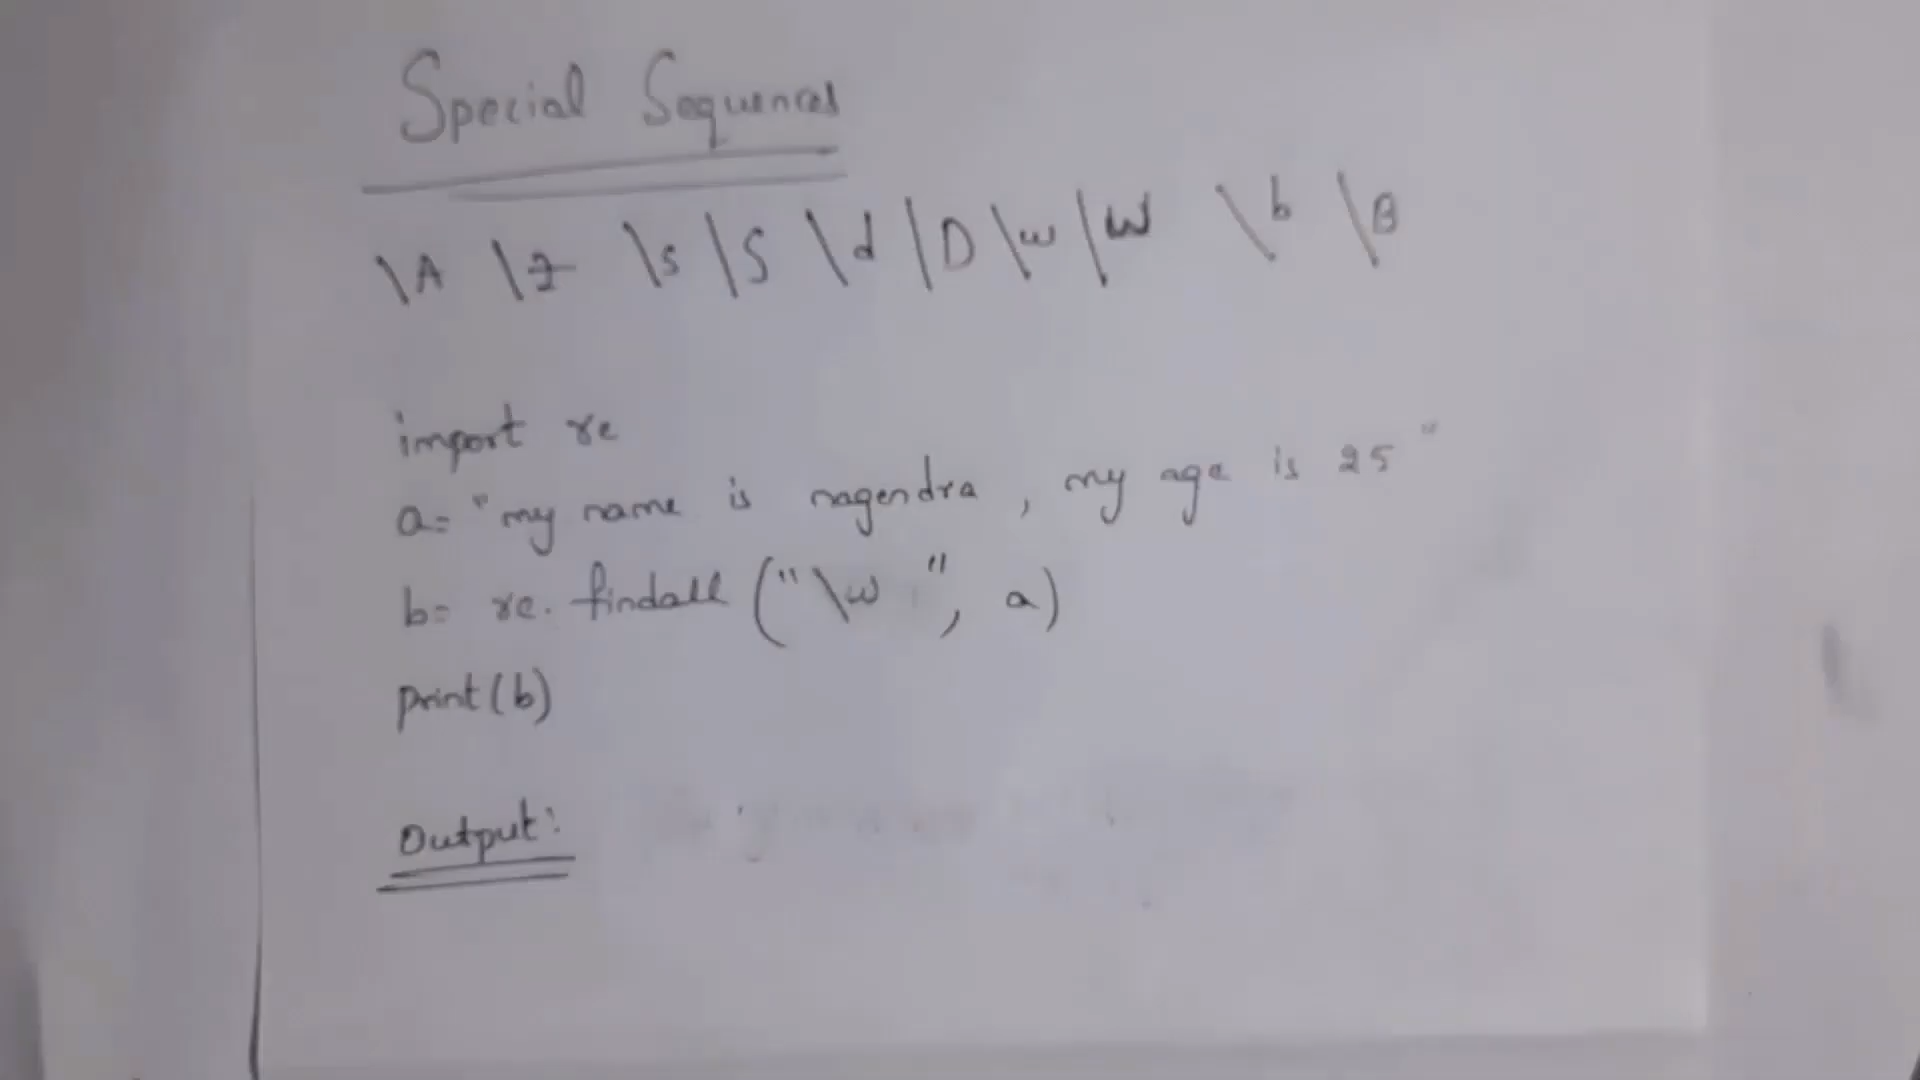 Special Sequences
\A \z \s \S \d \D \w \W \b \B
import re
a= "my name is nagendra, my age is 25"
b= re.findall("\w ", a)
print(b)
Output: